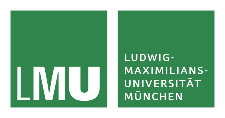 LMU
LUDWIG-
MAXIMILIANS-
UNIVERSITÄT
MÜNCHEN